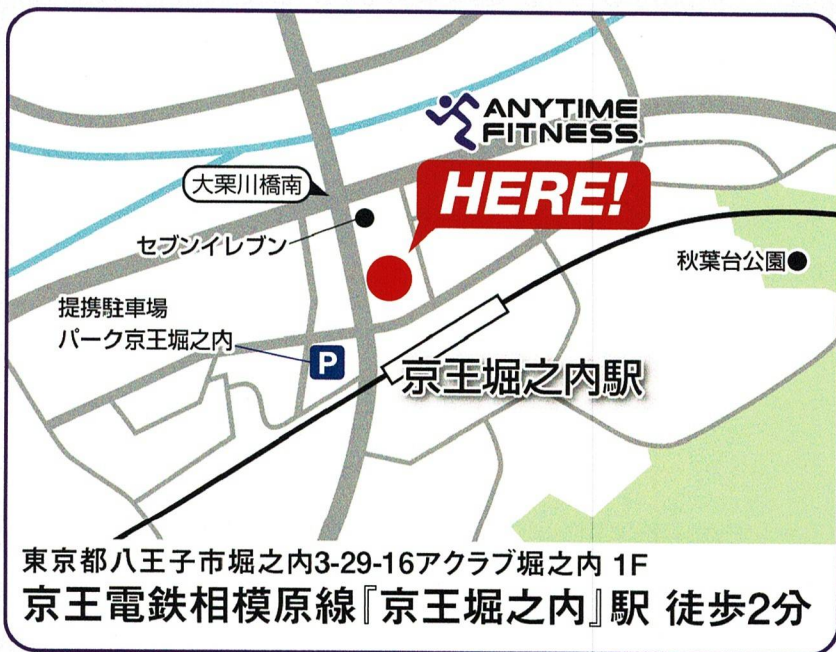 ANYTIME
FITNESS
HERE!
大栗川橋南
セブンイレブン
秋葉台公園
提携駐車場
パーク京王堀之内
P
京王堀之内駅
東京都八王子市堀之内3-29-16アクラブ堀之内 1F
京王電鉄相模原線『京王堀之内』駅 徒歩2分